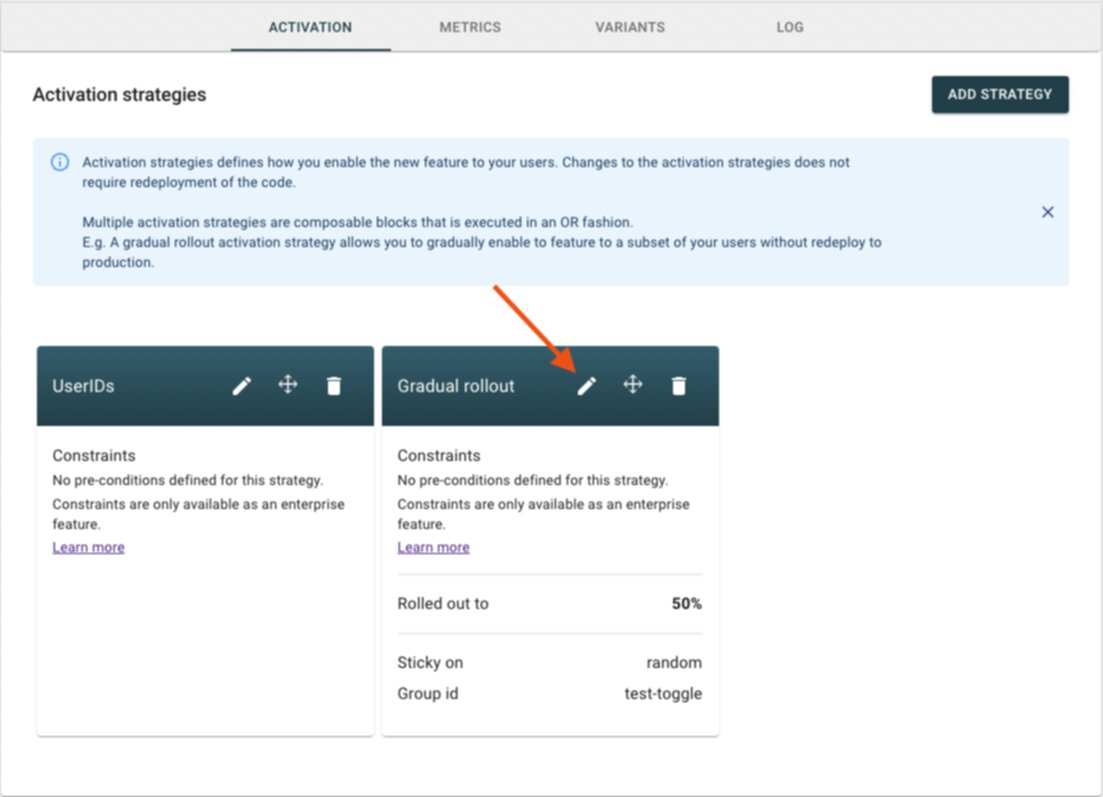 ACTIVATION METRICS VARIANTS LOG
Activation strategies
ADD STRATEGY
Activation strategies defines how you enable the new feature to your users. Changes to the activation strategies does not
require redeployment of the code.
Multiple activation strategies are composable blocks that is executed in an OR fashion.
E.g. A gradual rollout activation strategy allows you to gradually enable to feature to a subset of your users without redeploy to
production.
UserIDs
Constraints
No pre-conditions defined for this strategy.
Constraints are only available as an enterprise
feature.
Learn more
Gradual rollout
Constraints
No pre-conditions defined for this strategy.
Constraints are only available as an enterprise
feature.
Learn more
Rolled out to 50%
Sticky on random
Group id test-toggle